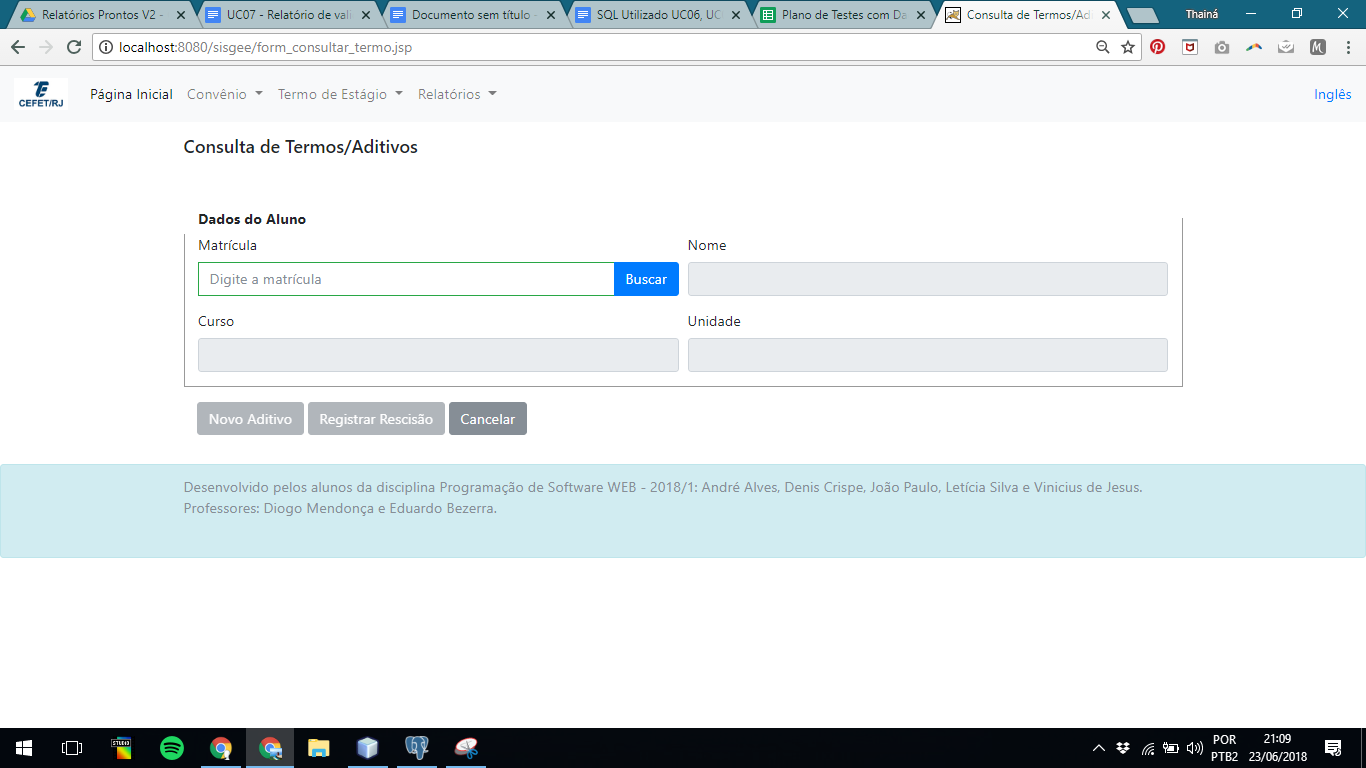 Relatórios Prontos V2 -
UC07 - Relatório de vali
Documento sem título -
SQL Utilizado UC06, UC
Plano de Testes com Da
Consulta de Termos/Adi
Thainá
localhost:8080/sisgee/form_consultar_termo.jsp
CEFET/RJ
Página Inicial Convênio Termo de Estágio Relatórios Inglês
Consulta de Termos/Aditivos
Dados do Aluno
Matrícula Nome
Digite a matrícula Buscar
Curso Unidade
Novo Aditivo Registrar Rescisão Cancelar
Desenvolvido pelos alunos da disciplina Programação de Software WEB - 2018/1: André Alves, Denis Crispe, João Paulo, Letícia Silva e Vinicius de Jesus.
Professores: Diogo Mendonça e Eduardo Bezerra.
STUDIO
POR 21:09
PTB2 23/06/2018